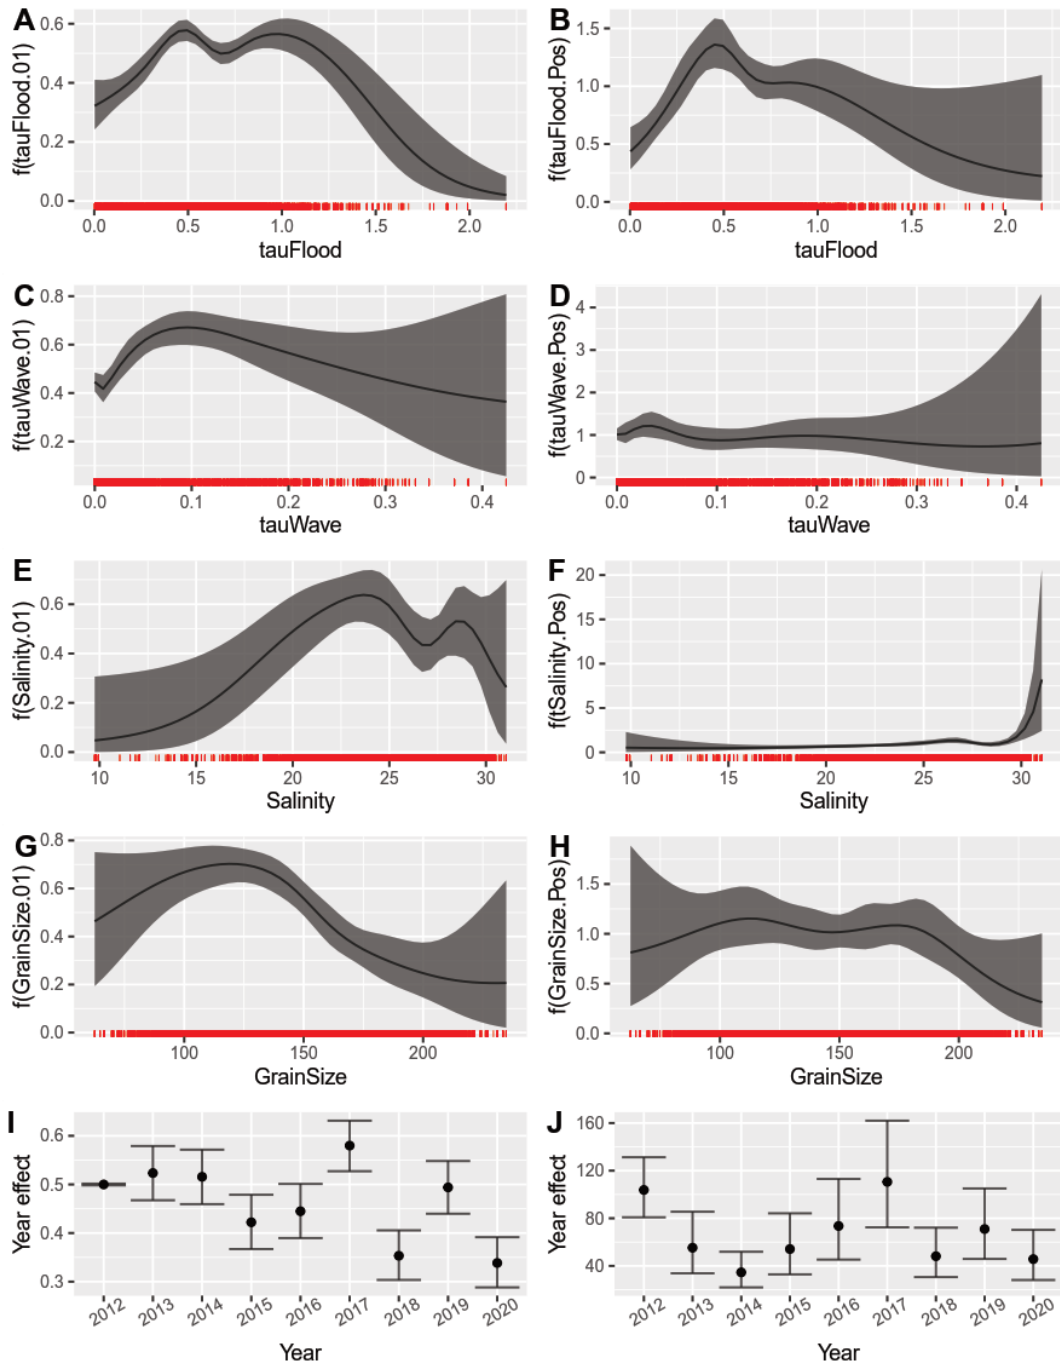 A
B
f(tauFlood.01)
0.6
0.4
0.2
0.0
0.0 0.5 1.0 1.5 2.0
tauFlood
f(tauFlood.Pos)
1.5
1.0
0.5
0.0
0.0 0.5 1.0 1.5 2.0
tauFlood
C
D
f(tauWave.01)
0.8
0.6
0.4
0.2
0.0 0.1 0.2 0.3 0.4
tauWave
f(tauWave.Pos)
4
3
2
1
0
0.0 0.1 0.2 0.3 0.4
tauWave
E
F
f(Salinity.01)
0.6
0.4
0.2
0.0
10 15 20 25 30
Salinity
f(tSalinity.Pos)
20
15
10
5
0
10 15 20 25 30
Salinity
G
H
f(GrainSize.01)
0.8
0.6
0.4
0.2
0.0
100 150 200
GrainSize
f(GrainSize.Pos)
1.5
1.0
0.5
0.0
100 150 200
GrainSize
I
J
Year effect
0.6
0.5
0.4
0.3
2012 2013 2014 2015 2016 2017 2018 2019 2020
Year
Year effect
160
120
80
40
2012 2013 2014 2015 2016 2017 2018 2019 2020
Year